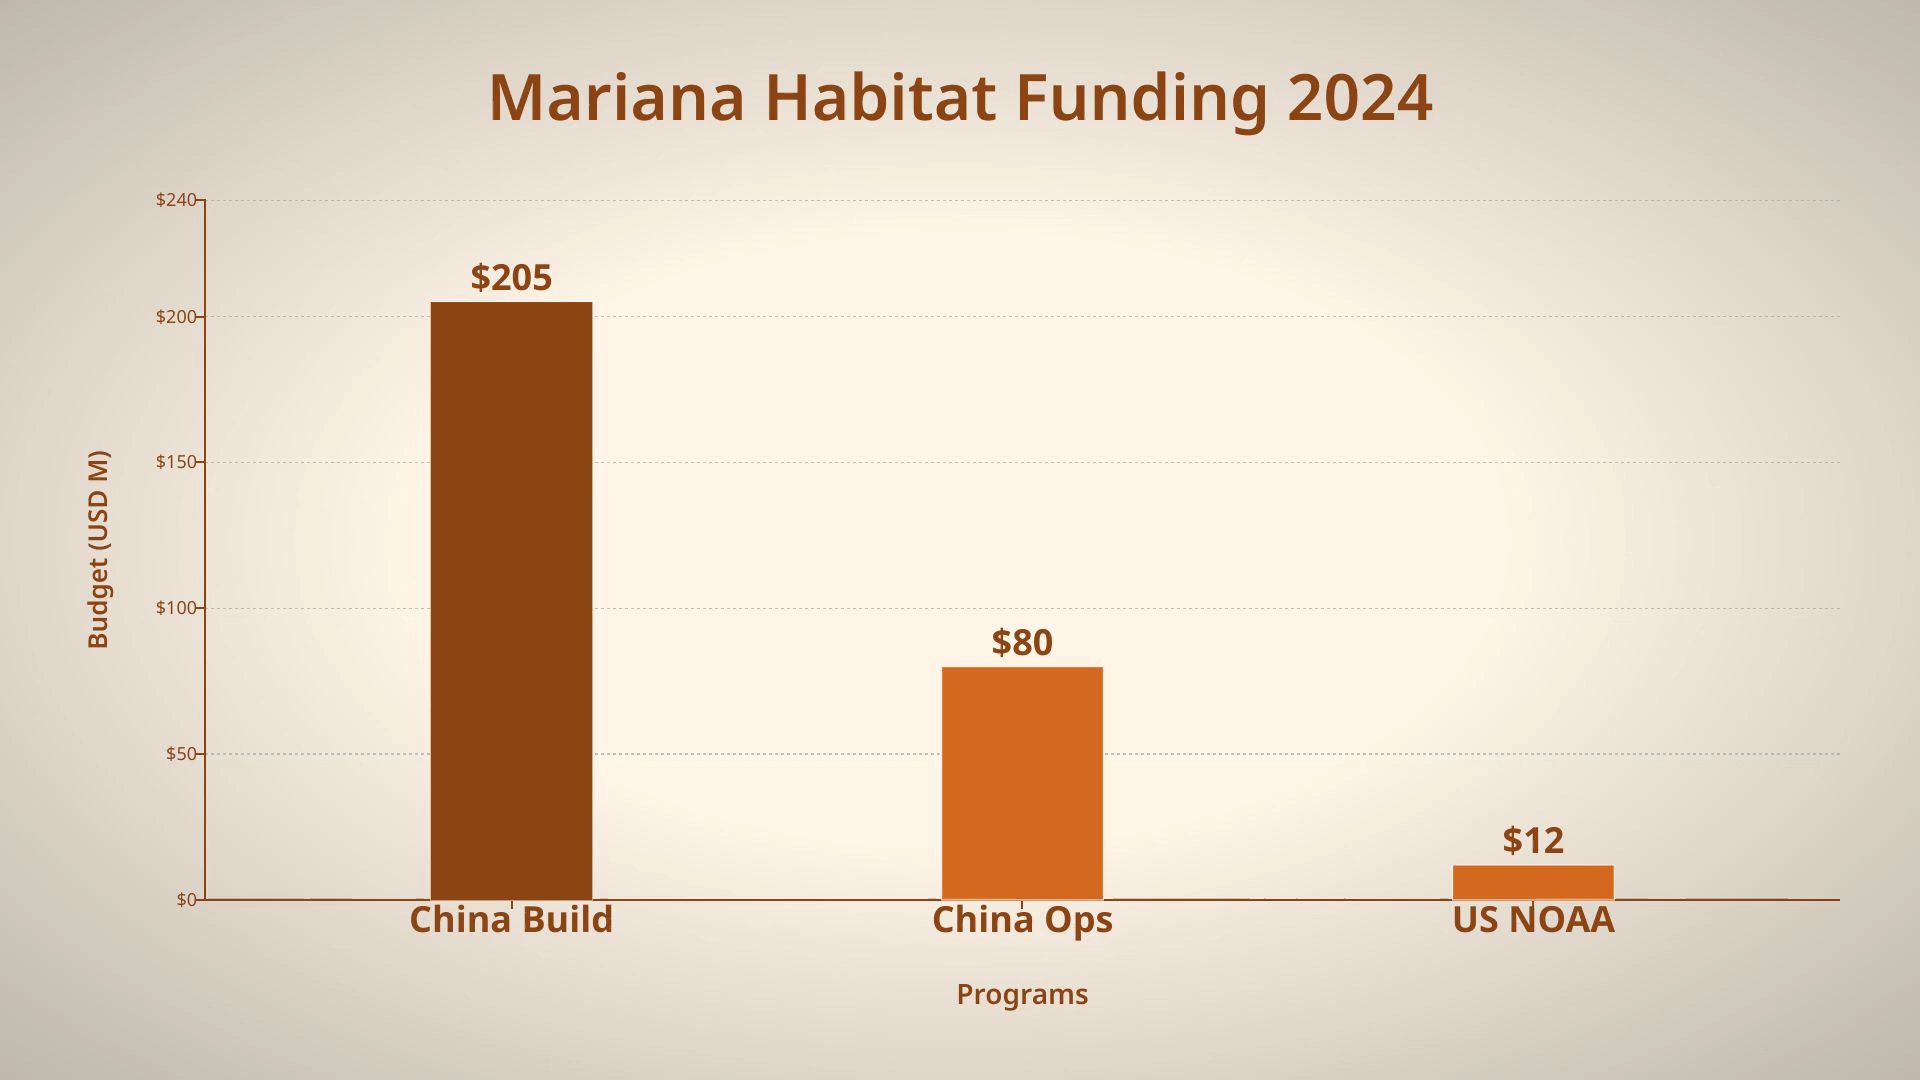 Mariana Habitat Funding 2024
$240
$200
$150
$100
$50
$0
Budget (USD M)
$205
$80
$12
China Build
China Ops
US NOAA
Programs